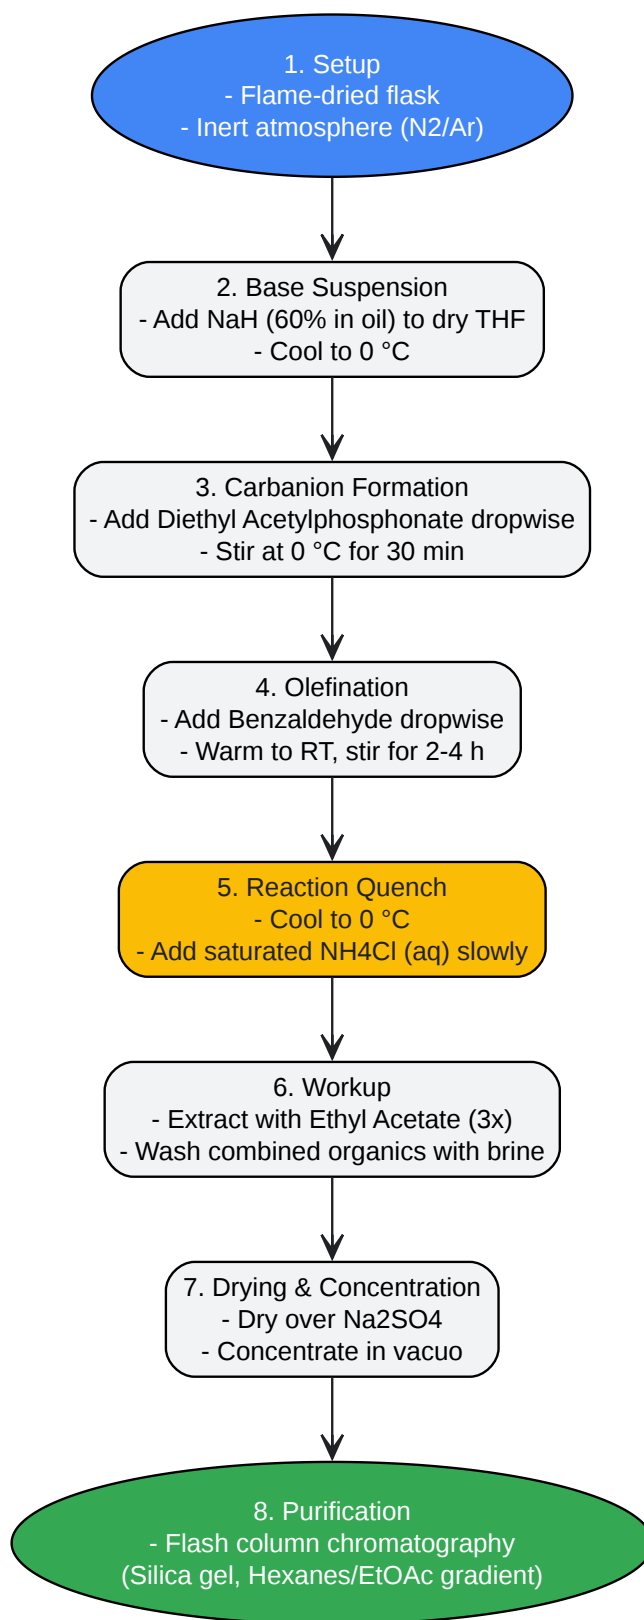 1. Setup
- Flame-dried flask
- Inert atmosphere (N2/Ar)
2. Base Suspension
- Add NaH (60% in oil) to dry THF
- Cool to 0 °C
3. Carbanion Formation
- Add Diethyl Acetylphosphonate dropwise
- Stir at 0 °C for 30 min
4. Olefination
- Add Benzaldehyde dropwise
- Warm to RT, stir for 2-4 h
5. Reaction Quench
- Cool to 0 °C
- Add saturated NH4Cl (aq) slowly
6. Workup
- Extract with Ethyl Acetate (3x)
- Wash combined organics with brine
7. Drying & Concentration
- Dry over Na2SO4
- Concentrate in vacuo
8. Purification
- Flash column chromatography
(Silica gel, Hexanes/EtOAc gradient)